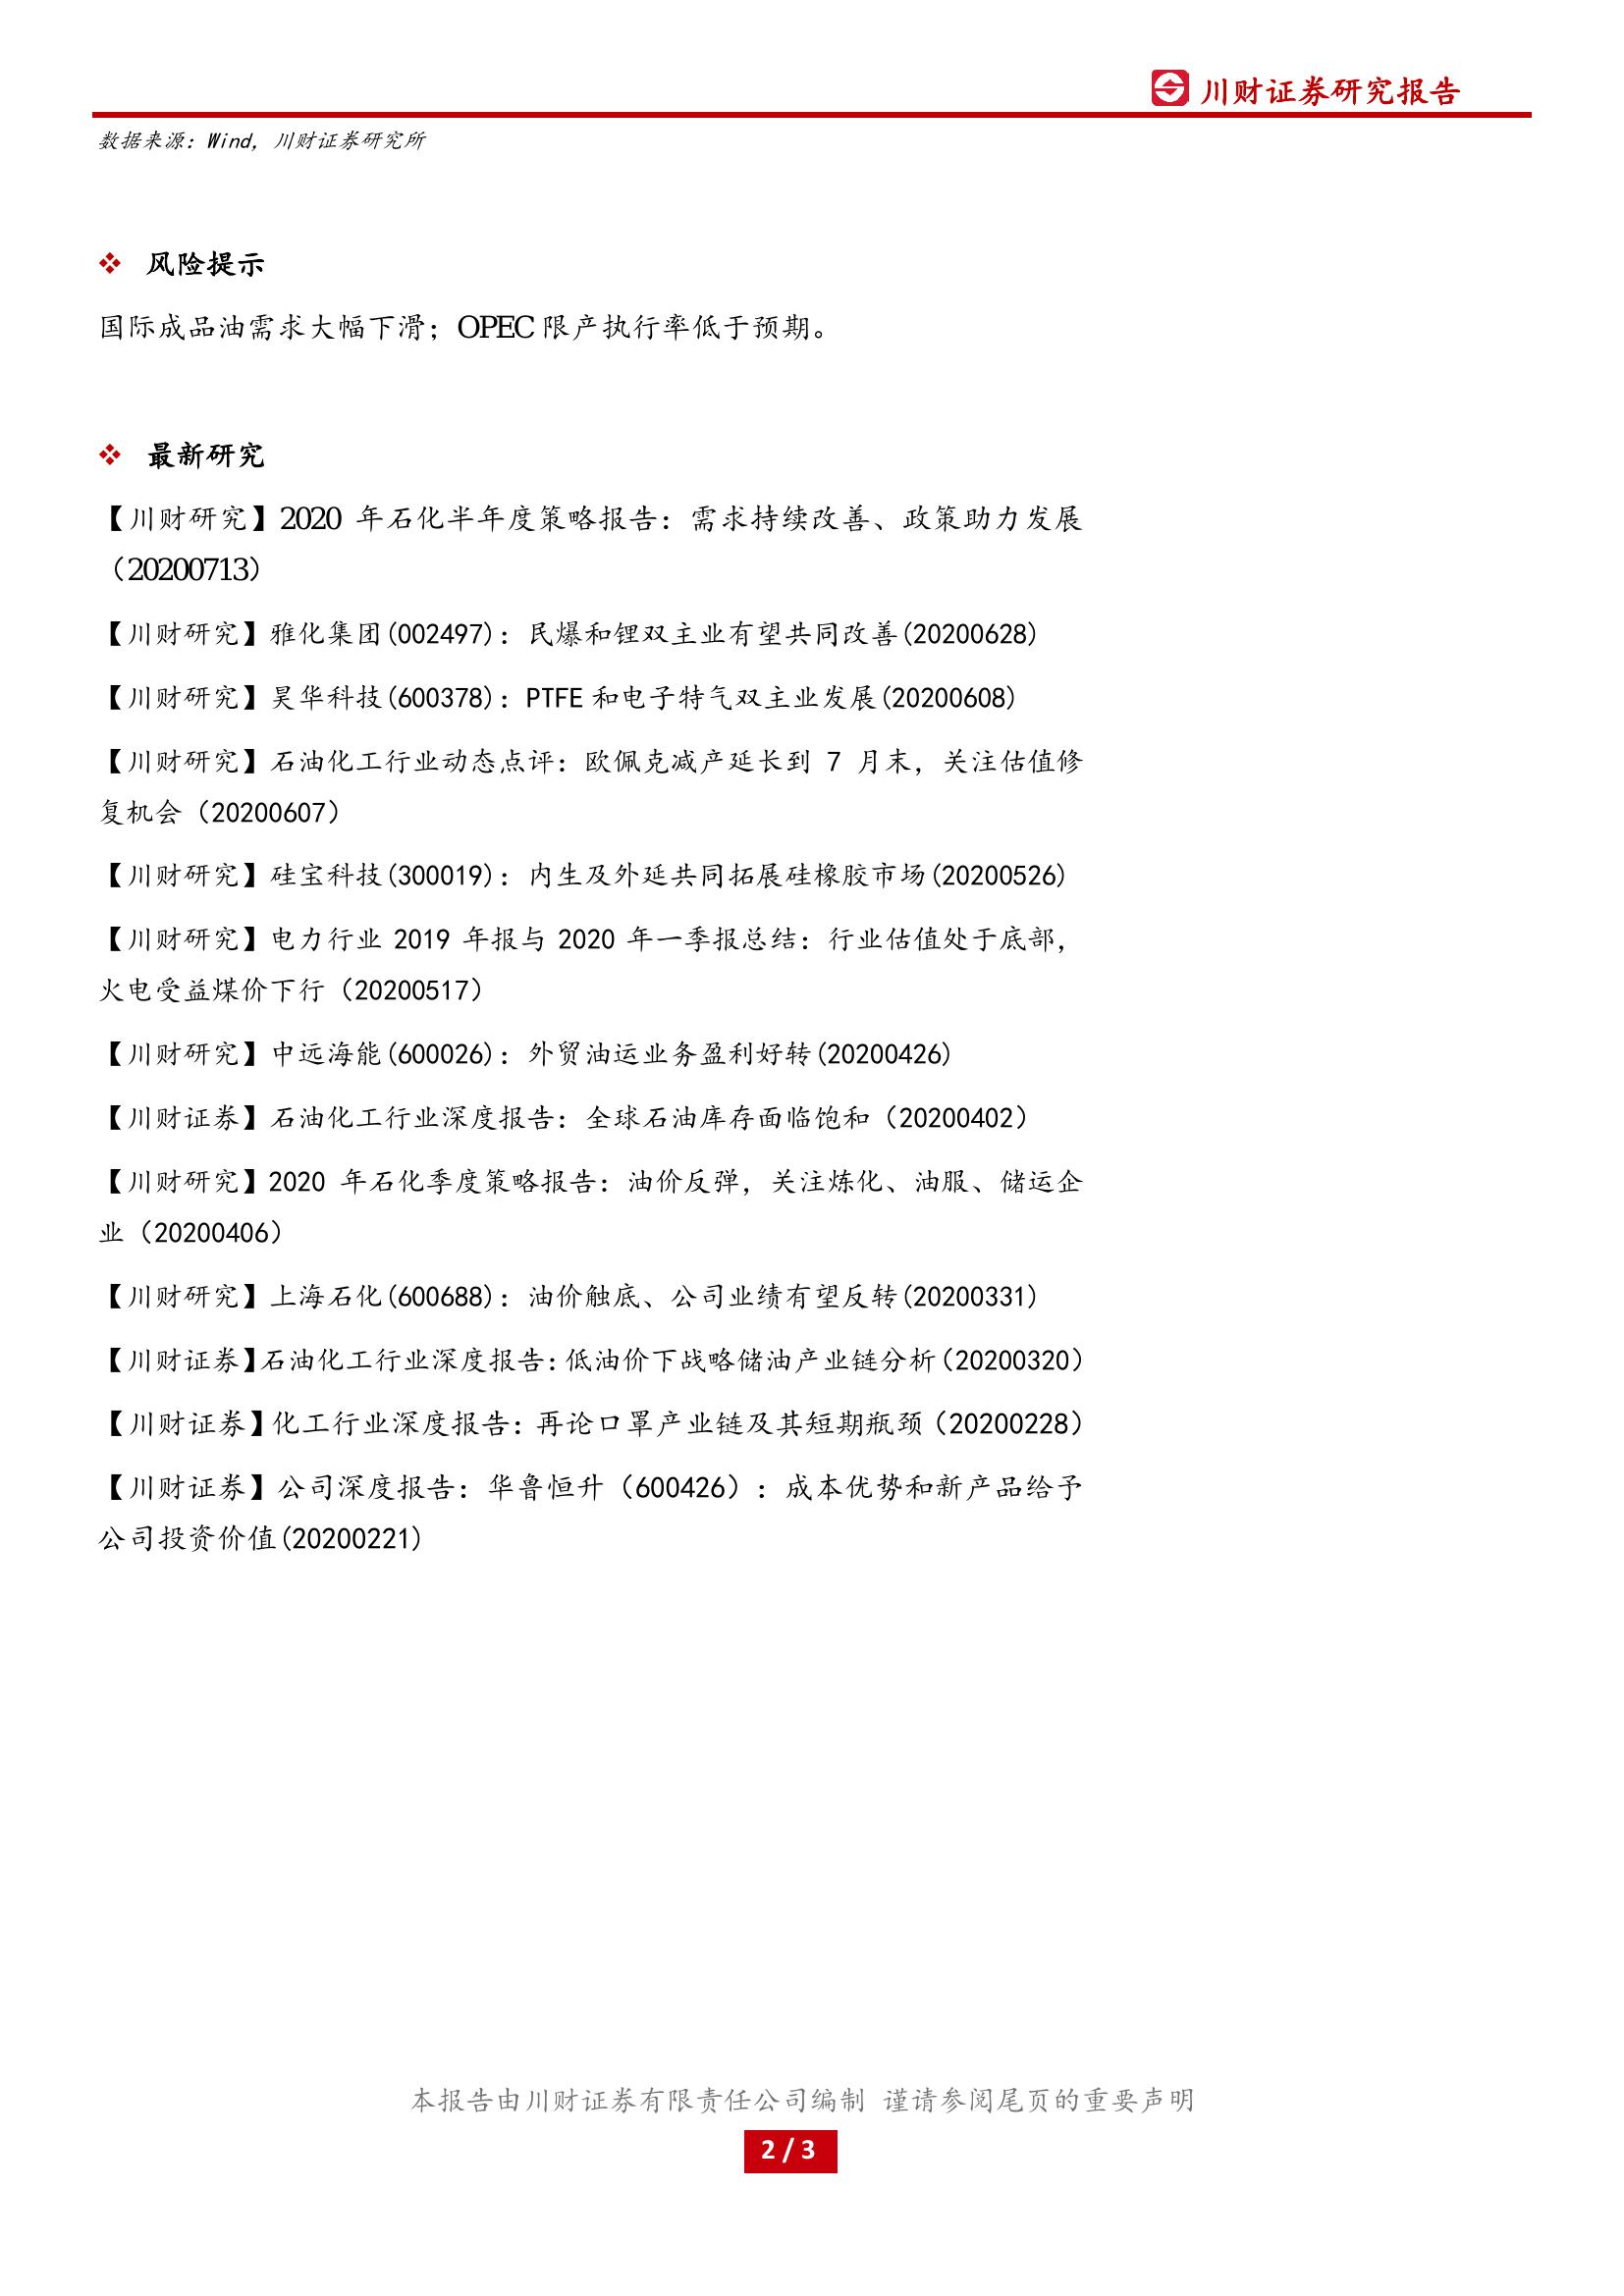 川财证券研究报告
数据来源：Wind，川财证券研究所
风险提示
国际成品油需求大幅下滑；OPEC 限产执行率低于预期。
最新研究
【川财研究】2020 年石化半年度策略报告：需求持续改善、政策助力发展
（20200713）
【川财研究】雅化集团(002497)：民爆和锂双主业有望共同改善(20200628)
【川财研究】昊华科技(600378)：PTFE 和电子特气双主业发展(20200608)
【川财研究】石油化工行业动态点评：欧佩克减产延长到 7 月末，关注估值修
复机会（20200607）
【川财研究】硅宝科技(300019)：内生及外延共同拓展硅橡胶市场(20200526)
【川财研究】电力行业 2019 年报与 2020 年一季报总结：行业估值处于底部，
火电受益煤价下行（20200517）
【川财研究】中远海能(600026)：外贸油运业务盈利好转(20200426)
【川财证券】石油化工行业深度报告：全球石油库存面临饱和（20200402）
【川财研究】2020 年石化季度策略报告：油价反弹，关注炼化、油服、储运企
业（20200406）
【川财研究】上海石化(600688)：油价触底、公司业绩有望反转(20200331)
【川财证券】石油化工行业深度报告：低油价下战略储油产业链分析（20200320）
【川财证券】化工行业深度报告：再论口罩产业链及其短期瓶颈（20200228）
【川财证券】公司深度报告：华鲁恒升（600426）：成本优势和新产品给予
公司投资价值(20200221)
本报告由川财证券有限责任公司编制 谨请参阅尾页的重要声明
2 / 3